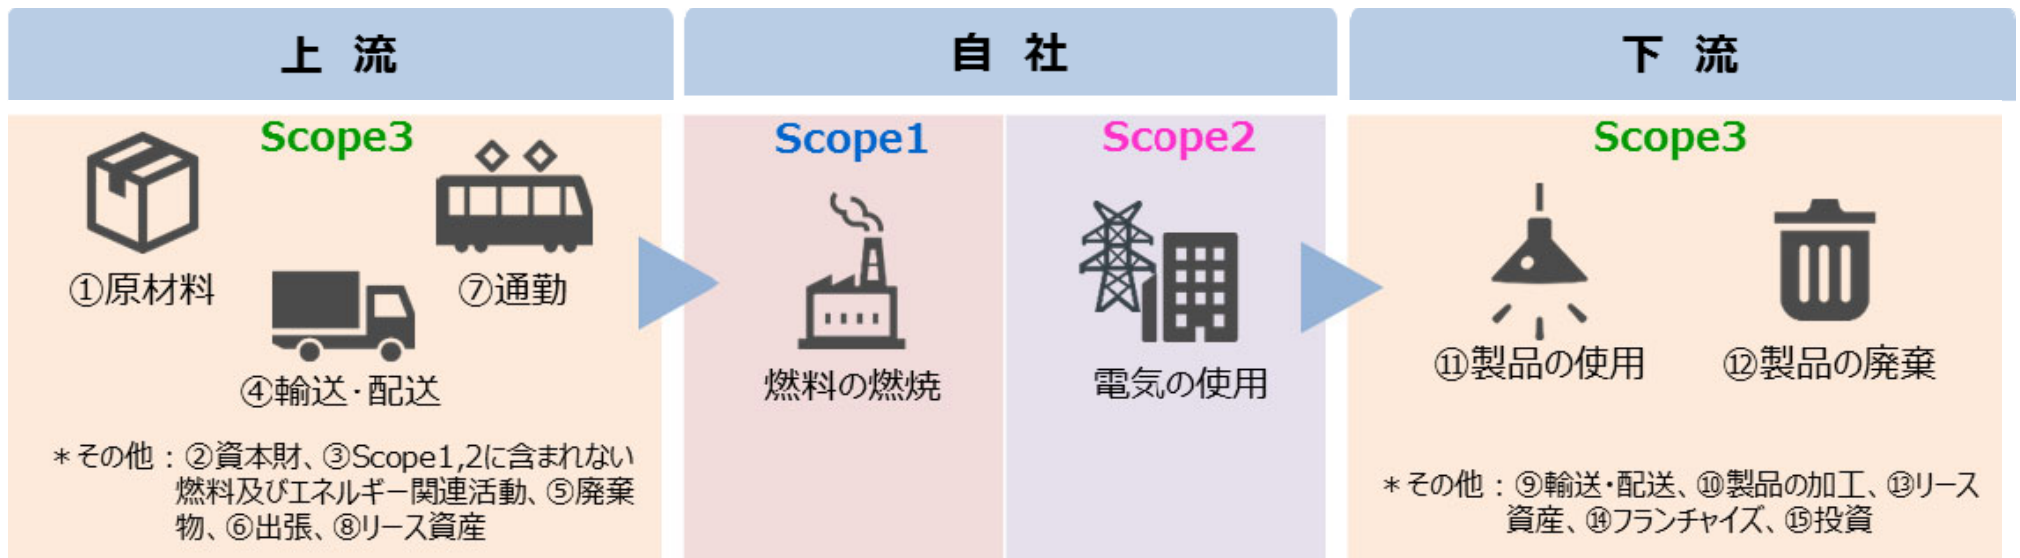 上 流
自 社
下 流
Scope3
①原材料
⑦通勤
④輸送・配送
＊その他：②資本財、③Scope1,2に含まれない
燃料及びエネルギー関連活動、⑤廃棄
物、⑥出張、⑧リース資産
Scope1
燃料の燃焼
Scope2
電気の使用
Scope3
⑪製品の使用
⑫製品の廃棄
＊その他：⑨輸送・配送、⑩製品の加工、⑬リース
資産、⑭フランチャイズ、⑮投資